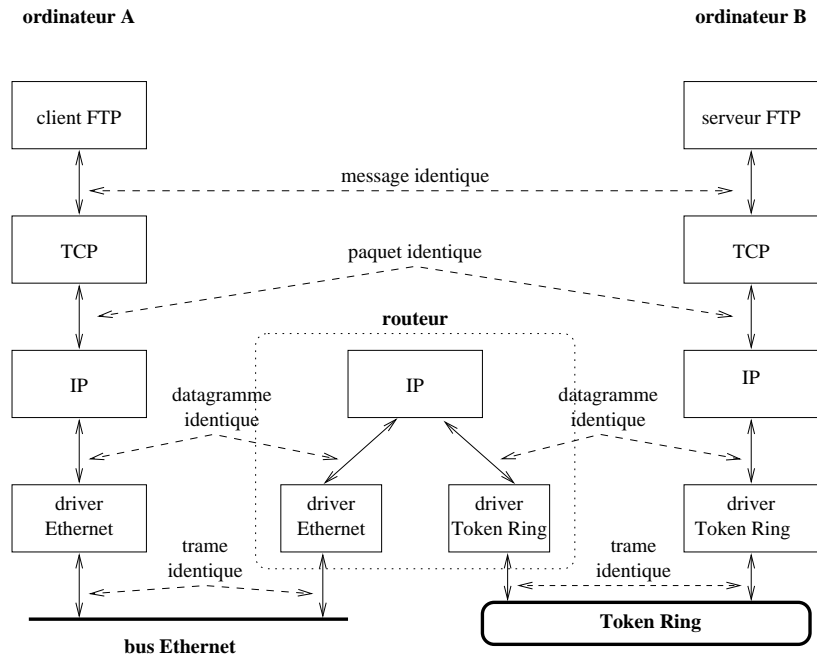 ordinateur A
ordinateur B
client FTP
serveur FTP
message identique
TCP
TCP
paquet identique
routeur
IP
IP
IP
datagramme
identique
datagramme
identique
driver
Ethernet
driver
Ethernet
driver
Token Ring
driver
Token Ring
trame
identique
trame
identique
bus Ethernet
Token Ring